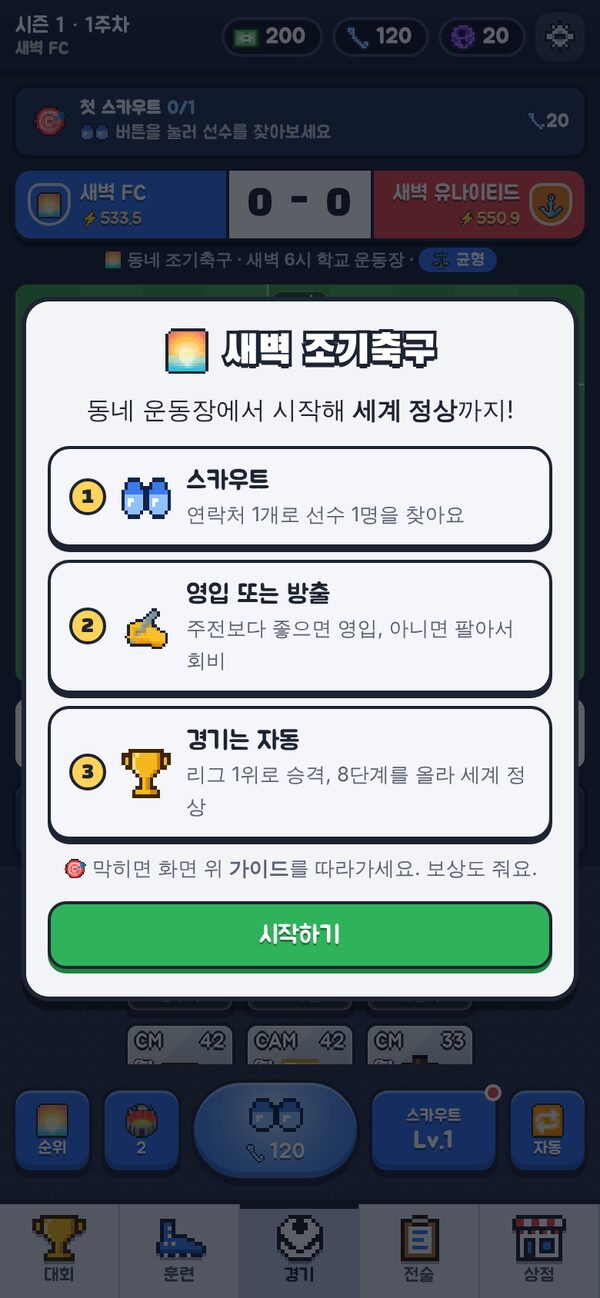 시즌 1 · 1주차
새벽 FC
200
120
20
첫 스카우트 0/1
버튼을 눌러 선수를 찾아보세요
20
새벽 FC
533.5
0 - 0
새벽 유나이티드
550.9
동네 조기축구 · 새벽 6시 학교 운동장 · 균형
새벽 조기축구
동네 운동장에서 시작해 세계 정상까지!
1
스카우트
연락처 1개로 선수 1명을 찾아요
2
영입 또는 방출
주전보다 좋으면 영입, 아니면 팔아서
회비
3
경기는 자동
리그 1위로 승격, 8단계를 올라 세계 정
상
막히면 화면 위 가이드를 따라가세요. 보상도 줘요.
시작하기
CM 42
CAM 42
CM 33
순위
2
120
스카우트
Lv.1
자동
대회
훈련
경기
전술
상점